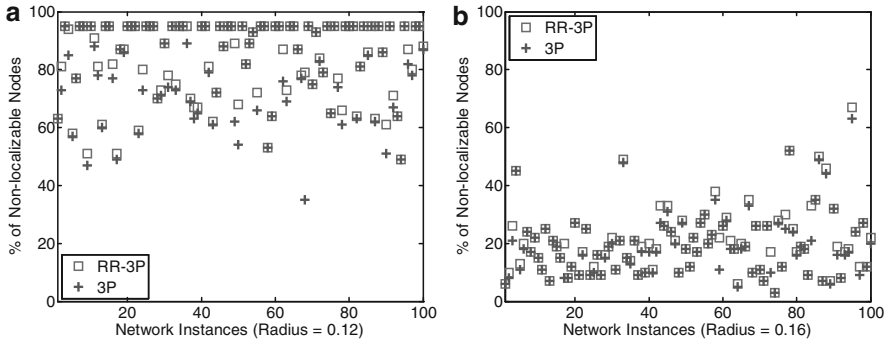 a
% of Non-localizable Nodes
100
80
60
40
20
0
RR-3P
3P
20 40 60 80 100
Network Instances (Radius = 0.12)
b
% of Non-localizable Nodes
100
80
60
40
20
0
RR-3P
3P
20 40 60 80 100
Network Instances (Radius = 0.16)